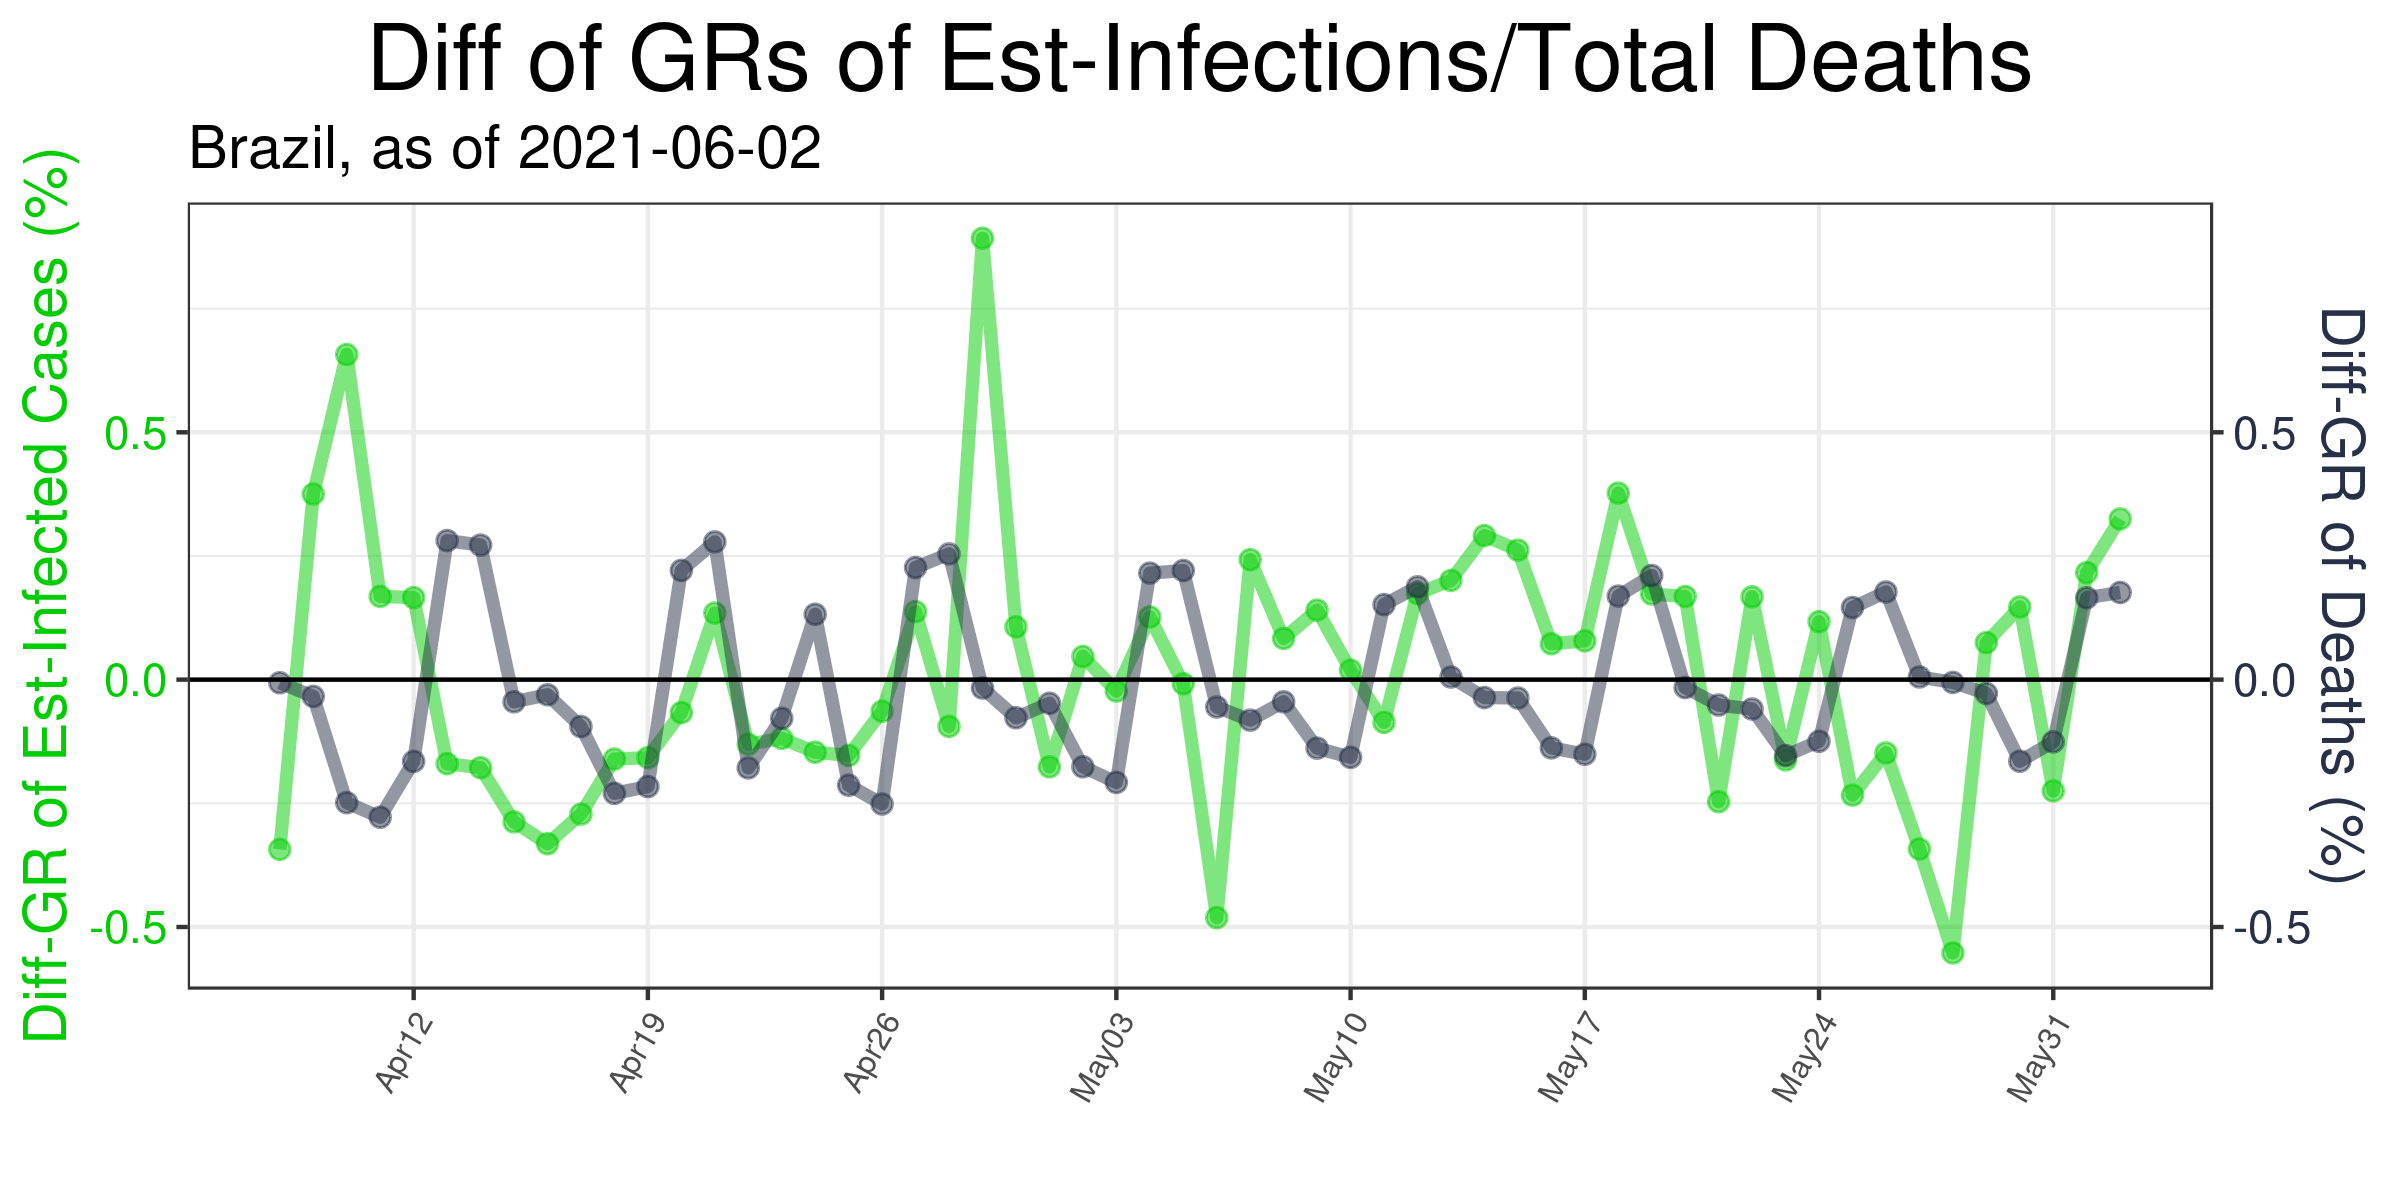 Diff of GRs of Est-Infections/Total Deaths
Brazil, as of 2021-06-02
Diff-GR of Est-Infected Cases (%)
0.5
0.0
-0.5
0.5
0.0
-0.5
Diff-GR of Deaths (%)
Apr12
Apr19
Apr26
May03
May10
May17
May24
May31